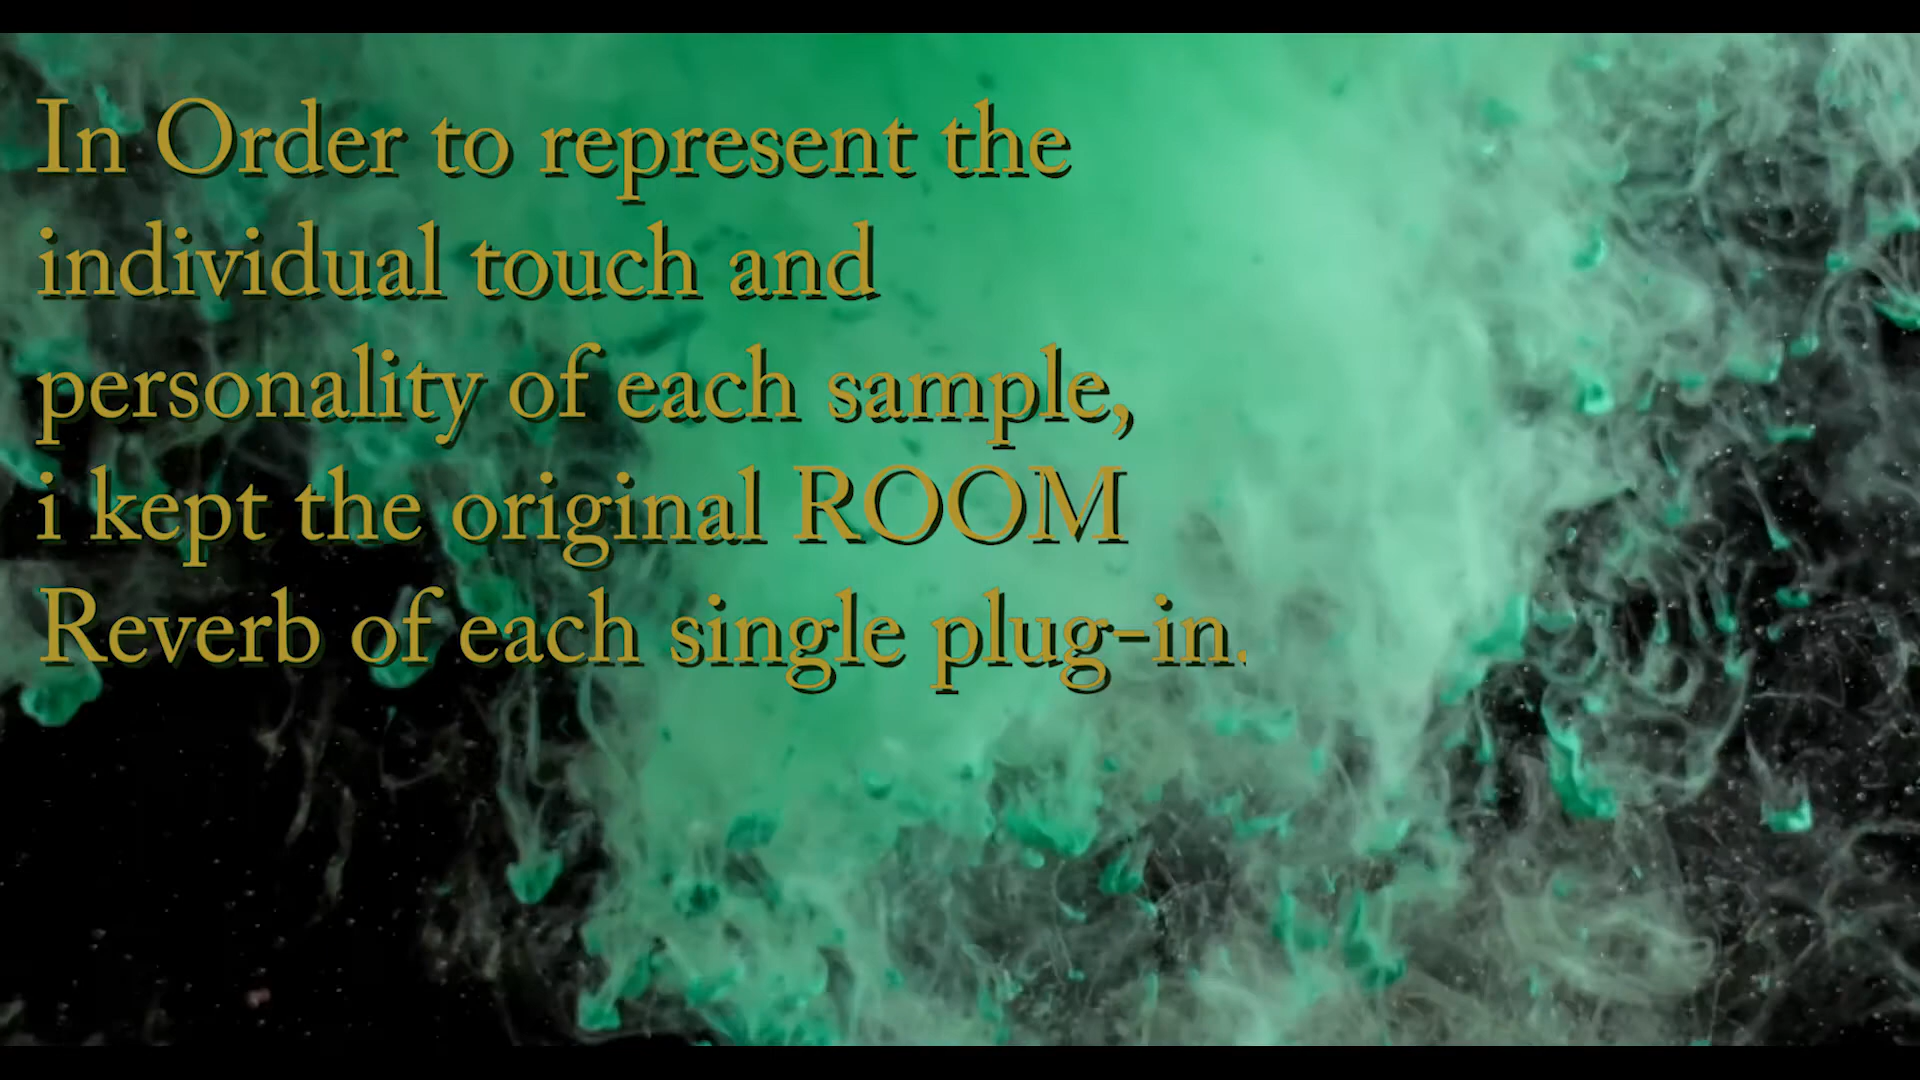 In Order to represent the
individual touch and
personality of each sample,
i kept the original ROOM
Reverb of each single plug-in.